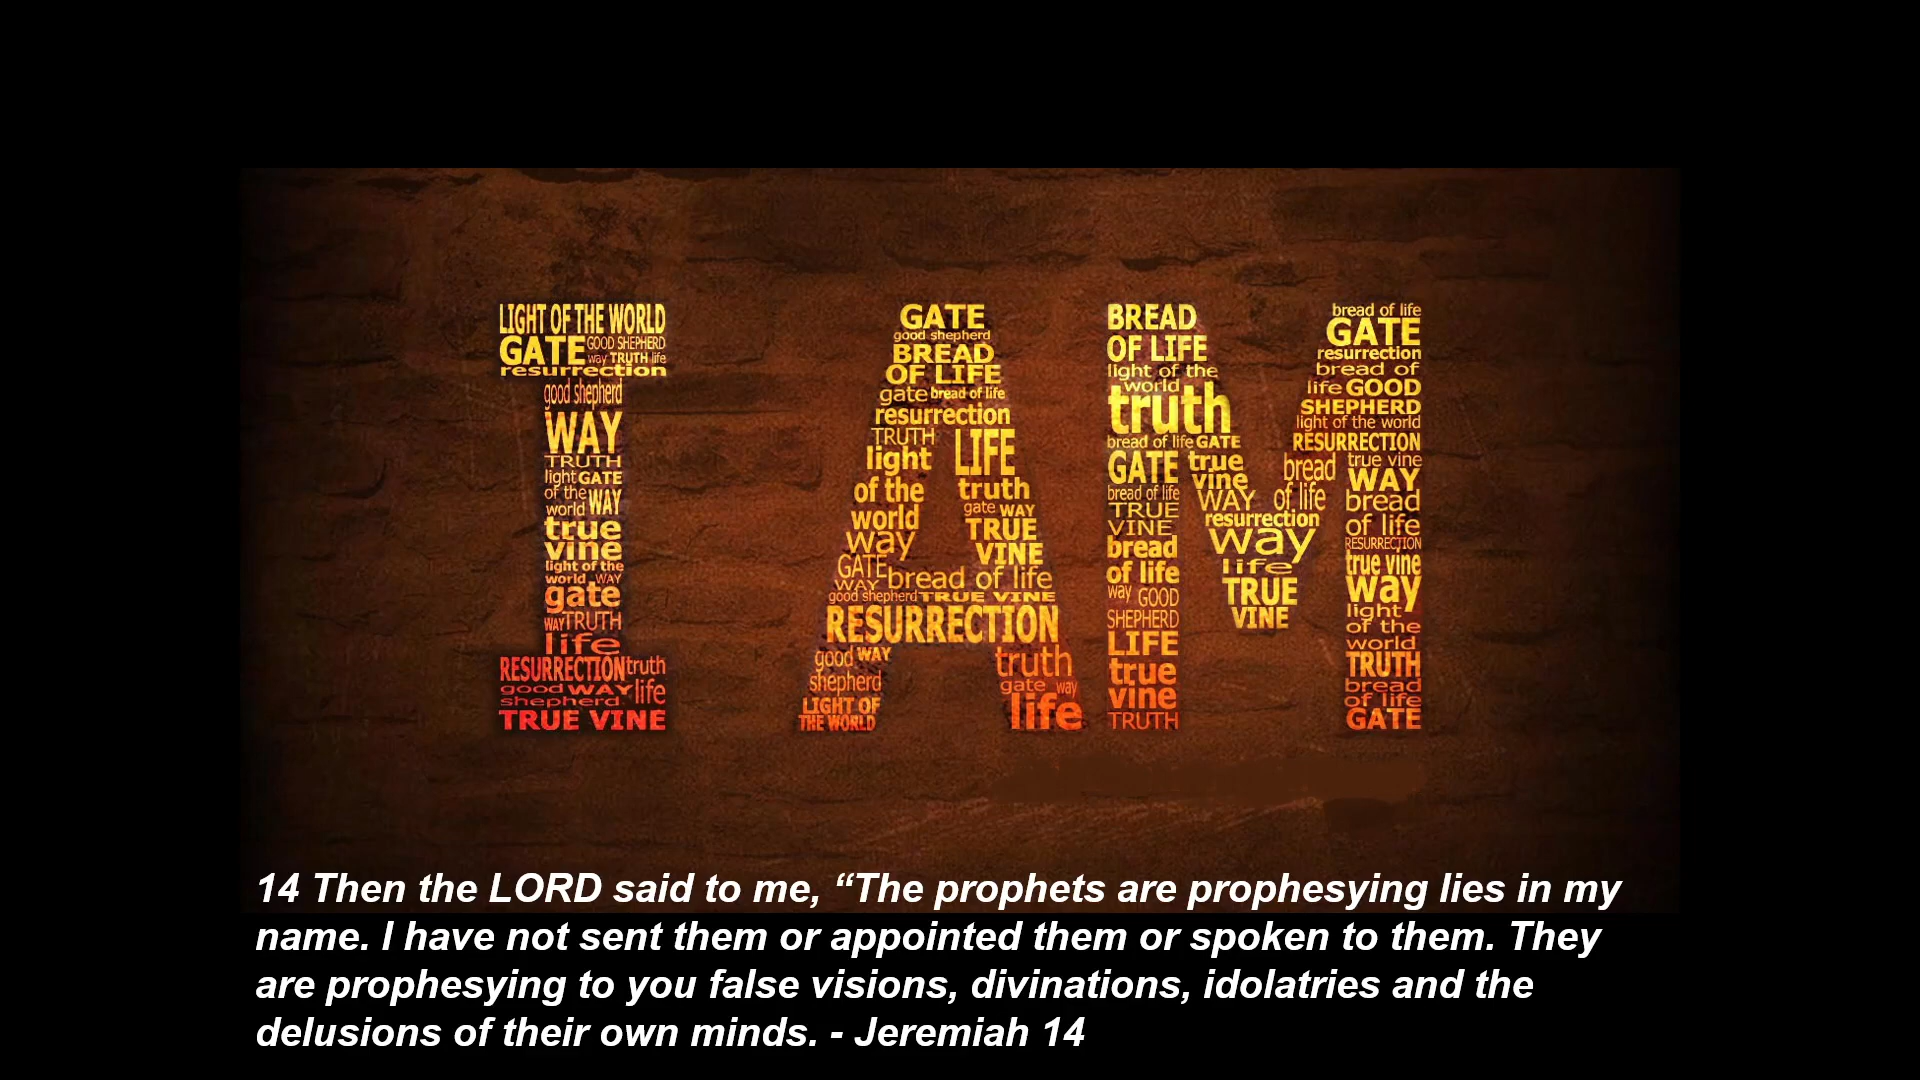 LIGHT OF THE WORLD
GATE GOOD SHEPHERD
way TRUTH life
resurrection
good shepherd
WAY
TRUTH
light GATE
of the WAY
world
true
vine
light of the
world WAY
gate
WAY TRUTH
life
RESURRECTION truth
good WAY life
shepherd
TRUE VINE
GATE
good shepherd
BREAD
OF LIFE
gate bread of life
resurrection
TRUTH LIFE
light
of the truth
gate WAY
world TRUE
way VINE
GATE
WAY bread of life
good shepherd TRUE VINE
RESURRECTION
good WAY truth
shepherd gate way
LIGHT OF life
THE WORLD
BREAD
OF LIFE
light of the
world
truth
bread of life GATE
GATE true
vine
bread of life WAY of life
TRUE resurrection
VINE way
bread life
of life TRUE
way GOOD VINE
SHEPHERD
LIFE
true
vine
TRUTH
bread of life
GATE
resurrection
bread of
life GOOD
SHEPHERD
light of the world
RESURRECTION
bread true vine
WAY
bread
of life
RESURRECTION
true vine
way
light
of the
world
TRUTH
bread
of life
GATE
14 Then the LORD said to me, “The prophets are prophesying lies in my
name. I have not sent them or appointed them or spoken to them. They
are prophesying to you false visions, divinations, idolatries and the
delusions of their own minds. - Jeremiah 14